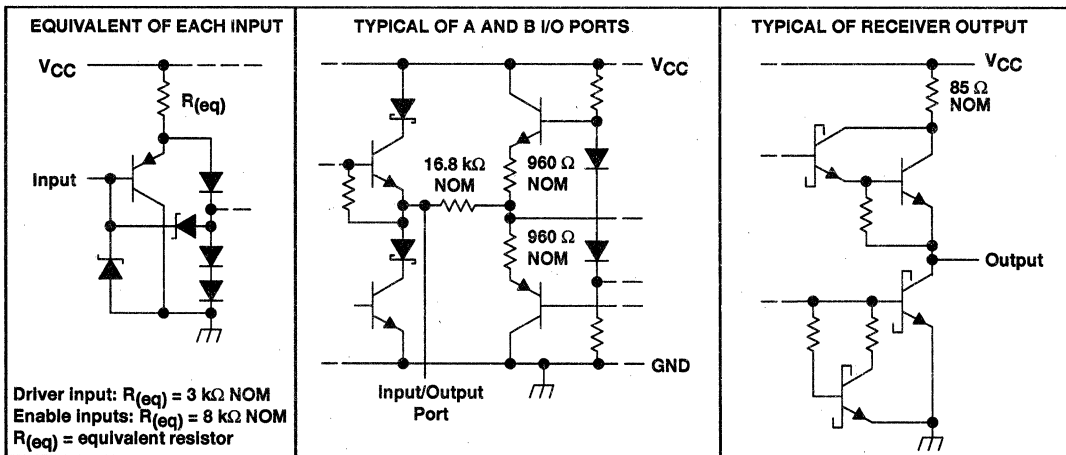 EQUIVALENT OF EACH INPUT
VCC
R(eq)
Input
Driver input: R(eq) = 3 kΩ NOM
Enable inputs: R(eq) = 8 kΩ NOM
R(eq) = equivalent resistor
TYPICAL OF A AND B I/O PORTS
VCC
16.8 kΩ
NOM
960 Ω
NOM
960 Ω
NOM
GND
Input/Output
Port
TYPICAL OF RECEIVER OUTPUT
VCC
85 Ω
NOM
Output